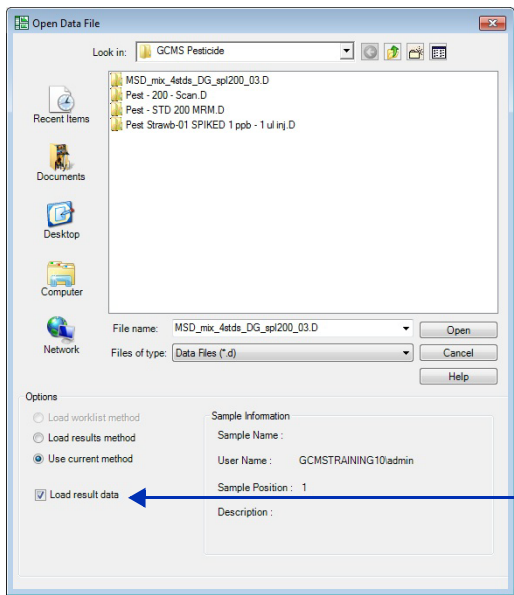 Open Data File
Look in: GCMS Pesticide
MSD_mix_4stds_DG_spl200_03.D
Pest - 200 - Scan.D
Pest - STD 200 MRM.D
Pest Strawb-01 SPIKED 1 ppb - 1 ul inj.D
Recent Items
Documents
Desktop
Computer
Network
File name: MSD_mix_4stds_DG_spl200_03.D Open
Files of type: Data Files (*.d) Cancel
Help
Options
Load worklist method
Load results method
Use current method
Load result data
Sample Information
Sample Name :
User Name : GCMSTRAINING10\admin
Sample Position : 1
Description :